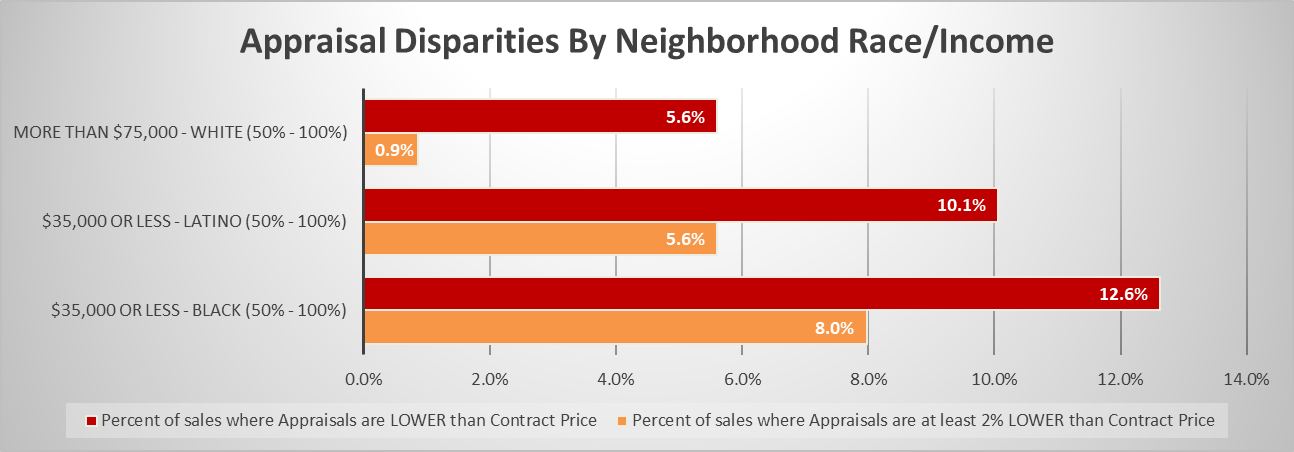 Appraisal Disparities By Neighborhood Race/Income
MORE THAN $75,000 - WHITE (50% - 100%)
5.6%
0.9%
$35,000 OR LESS - LATINO (50% - 100%)
10.1%
5.6%
$35,000 OR LESS - BLACK (50% - 100%)
12.6%
8.0%
0.0% 2.0% 4.0% 6.0% 8.0% 10.0% 12.0% 14.0%
Percent of sales where Appraisals are LOWER than Contract Price Percent of sales where Appraisals are at least 2% LOWER than Contract Price